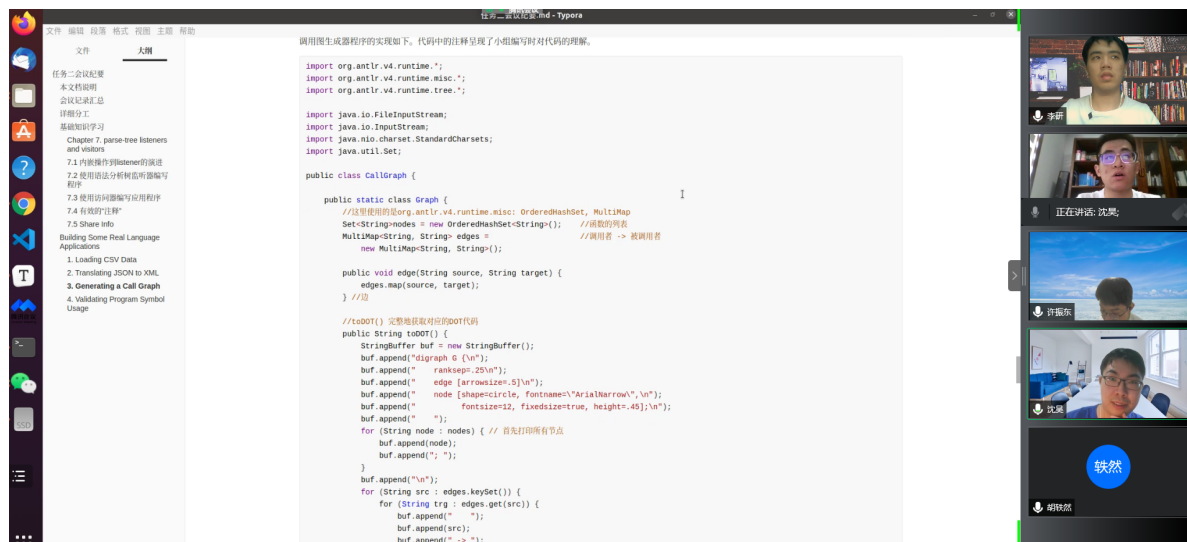 任务二会议纪要.md - Typora
文件 编辑 段落 格式 视图 主题 帮助
文件 大纲
任务二会议纪要
本文档说明
会议记录汇总
详细分工
基础知识学习
Chapter 7. parse-tree listeners
and visitors
7.1 内嵌操作到listener的演进
7.2 使用语法分析树监听器编写
程序
7.3 使用访问器编写应用程序
7.4 有效的“注释”
7.5 Share Info
Building Some Real Language
Applications
1. Loading CSV Data
2. Translating JSON to XML
3. Generating a Call Graph
4. Validating Program Symbol
Usage
调用图生成器程序的实现如下。代码中的注释呈现了小组编写时对代码的理解。
import org.antlr.v4.runtime.*;
import org.antlr.v4.runtime.misc.*;
import org.antlr.v4.runtime.tree.*;
import java.io.FileInputStream;
import java.io.InputStream;
import java.nio.charset.StandardCharsets;
import java.util.Set;
public class CallGraph {
public static class Graph {
//这里使用的是org.antlr.v4.runtime.misc: OrderedHashSet, MultiMap
Set<String>nodes = new OrderedHashSet<String>(); //函数的列表
MultiMap<String, String> edges = //调用者 -> 被调用者
new MultiMap<String, String>();
public void edge(String source, String target) {
edges.map(source, target);
} //边
//toDOT() 完整地获取对应的DOT代码
public String toDOT() {
StringBuffer buf = new StringBuffer();
buf.append("digraph G {\n");
buf.append("    ranksep=.25\n");
buf.append("    edge [arrowsize=.5]\n");
buf.append("    node [shape=circle, fontname=\"ArialNarrow\",\n");
buf.append("          fontsize=12, fixedsize=true, height=.45];\n");
buf.append("    ");
for (String node : nodes) { // 首先打印所有节点
buf.append(node);
buf.append("; ");
}
buf.append("\n");
for (String src : edges.keySet()) {
for (String trg : edges.get(src)) {
buf.append("    ");
buf.append(src);
buf.append(" -> ");
李研
正在讲话: 沈昊;
许振东
沈昊
轶然
胡轶然
SSD